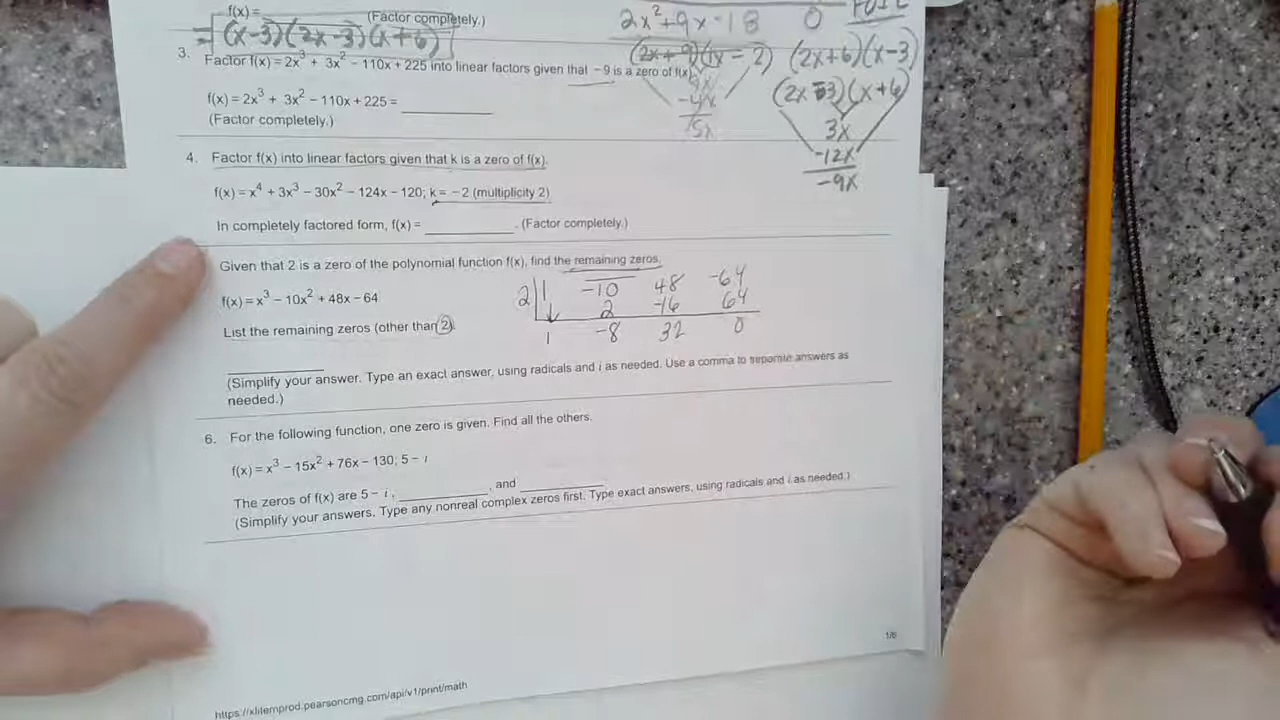 f(x) =
(Factor completely.)
= (x-3)(2x-3)(x+6)
2x²+9x-18 0
(2x+9)(1x-2) (2x+6)(x-3)
(2x-3)(x+6)
-4x
5x
3x
-12x
-9x
3. Factor f(x) = 2x³ + 3x² − 110x + 225 into linear factors given that −9 is a zero of f(x).
f(x) = 2x³ + 3x² − 110x + 225 =
(Factor completely.)
4. Factor f(x) into linear factors given that k is a zero of f(x).
f(x) = x⁴ + 3x³ − 30x² − 124x − 120; k = −2 (multiplicity 2)
In completely factored form, f(x) = . (Factor completely.)
Given that 2 is a zero of the polynomial function f(x), find the remaining zeros.
f(x) = x³ − 10x² + 48x − 64
2 1 -10 48 -64
2 -16 64
1 -8 32 0
List the remaining zeros (other than 2).
(Simplify your answer. Type an exact answer, using radicals and i as needed. Use a comma to separate answers as
needed.)
6. For the following function, one zero is given. Find all the others.
f(x) = x³ − 15x² + 76x − 130; 5 − i
The zeros of f(x) are 5 − i, , and
(Simplify your answers. Type any nonreal complex zeros first. Type exact answers, using radicals and i as needed.)
1/6
https://xlitemprod.pearsoncmg.com/api/v1/print/math